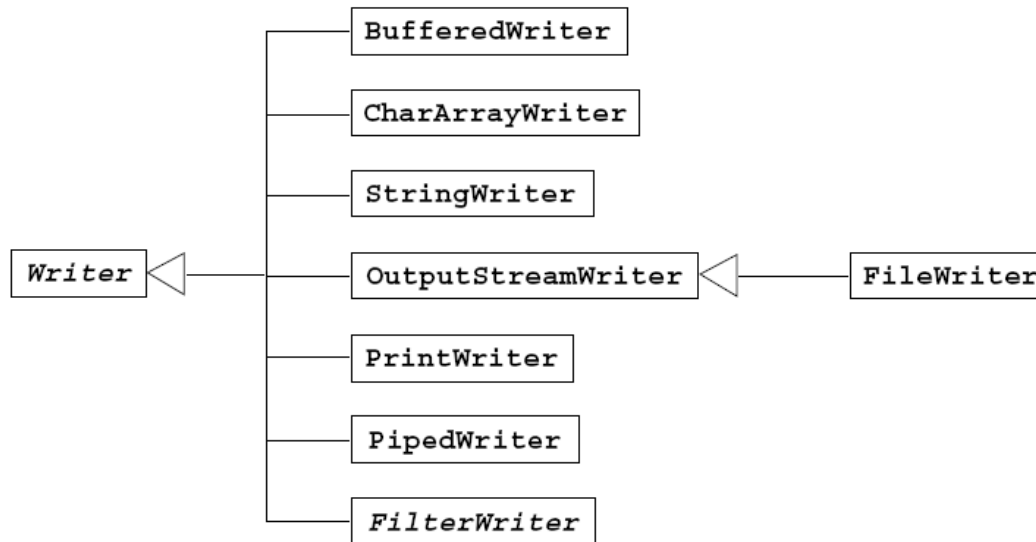 BufferedWriter
CharArrayWriter
StringWriter
Writer
OutputStreamWriter
FileWriter
PrintWriter
PipedWriter
FilterWriter